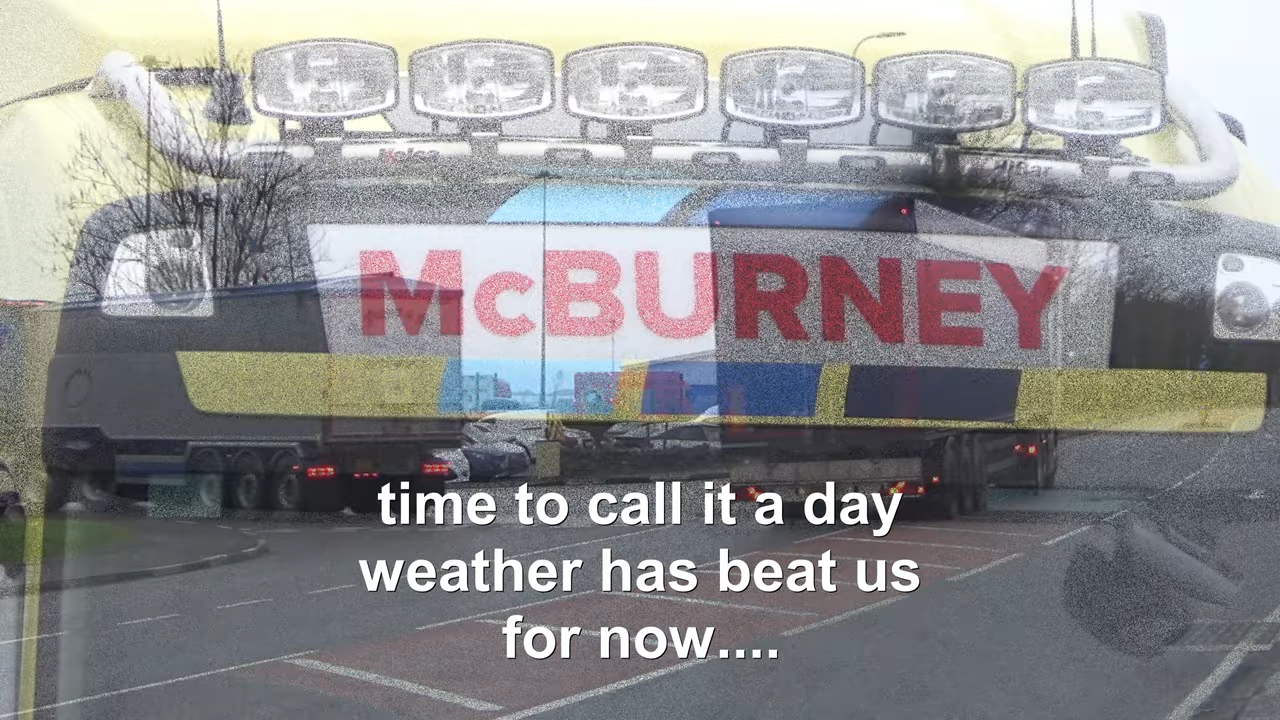 McBURNEY
time to call it a day
weather has beat us
for now....